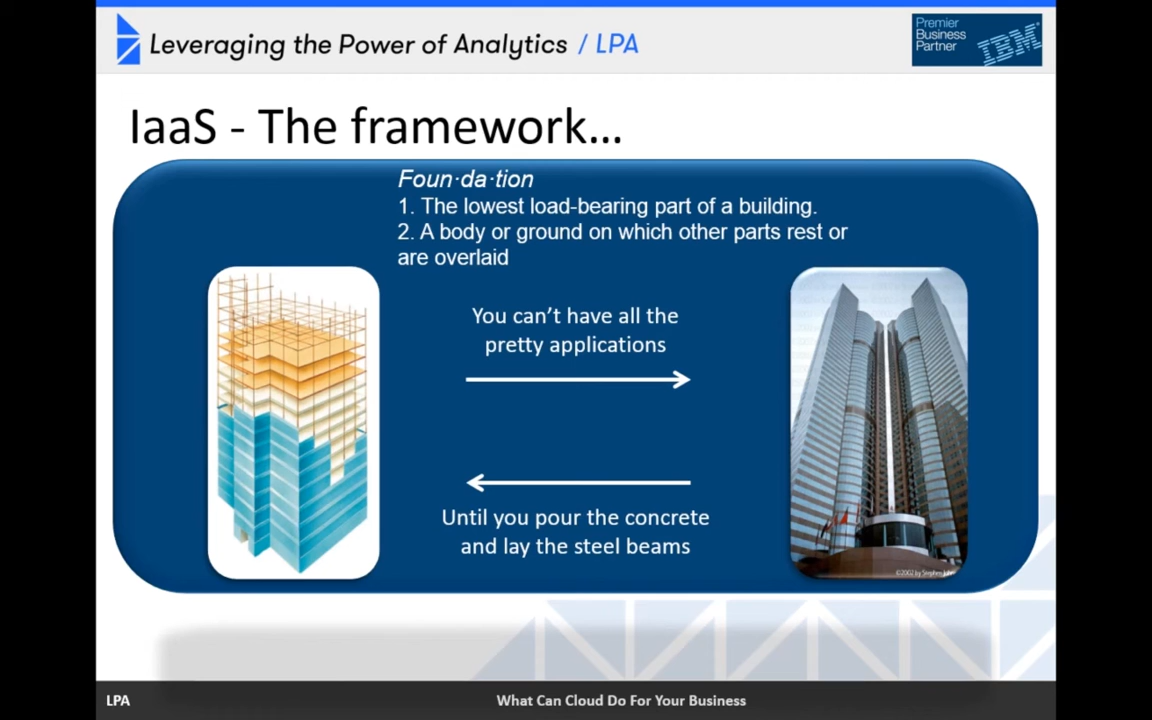 Leveraging the Power of Analytics / LPA
Premier
Business
Partner
IBM
IaaS - The framework...
Foun·da·tion
1. The lowest load-bearing part of a building.
2. A body or ground on which other parts rest or
are overlaid
You can't have all the
pretty applications
Until you pour the concrete
and lay the steel beams
LPA
What Can Cloud Do For Your Business